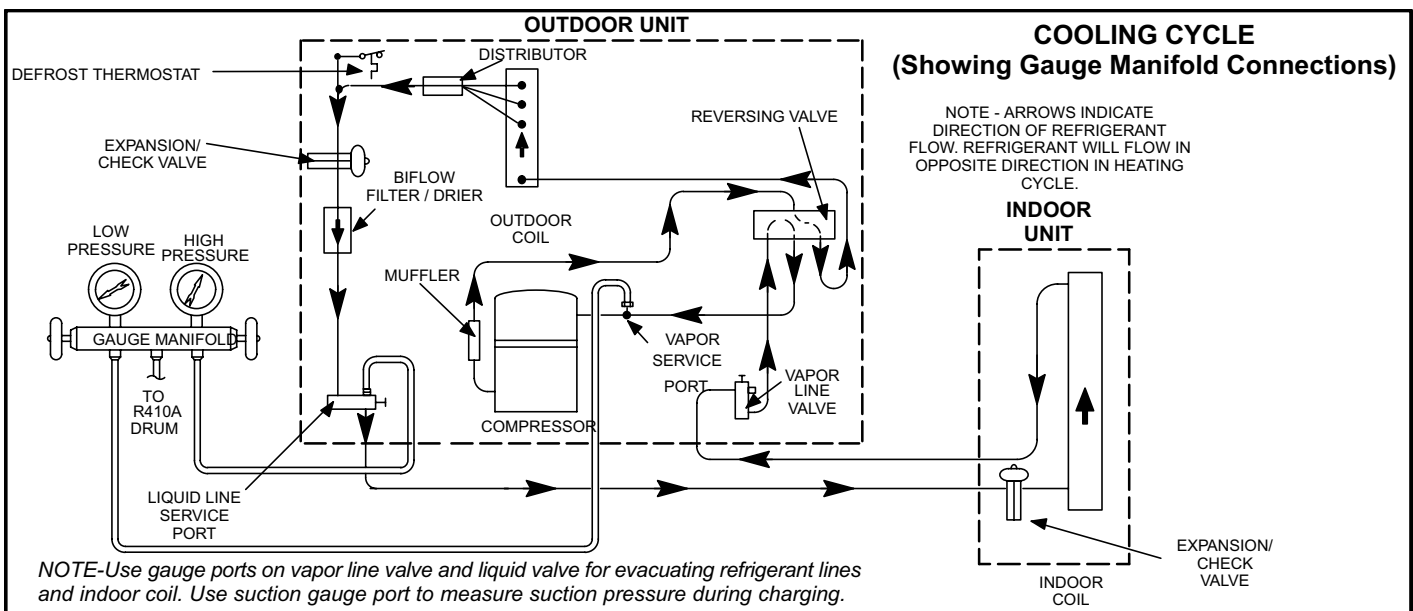 OUTDOOR UNIT
COOLING CYCLE
(Showing Gauge Manifold Connections)
DEFROST THERMOSTAT
DISTRIBUTOR
NOTE - ARROWS INDICATE
DIRECTION OF REFRIGERANT
FLOW. REFRIGERANT WILL FLOW IN
OPPOSITE DIRECTION IN HEATING
CYCLE.
REVERSING VALVE
EXPANSION/
CHECK VALVE
BIFLOW
FILTER / DRIER
OUTDOOR
COIL
INDOOR
UNIT
LOW
PRESSURE
HIGH
PRESSURE
MUFFLER
GAUGE MANIFOLD
VAPOR
SERVICE
PORT
VAPOR
LINE
VALVE
TO
R410A
DRUM
COMPRESSOR
LIQUID LINE
SERVICE
PORT
EXPANSION/
CHECK
VALVE
INDOOR
COIL
NOTE-Use gauge ports on vapor line valve and liquid valve for evacuating refrigerant lines
and indoor coil. Use suction gauge port to measure suction pressure during charging.